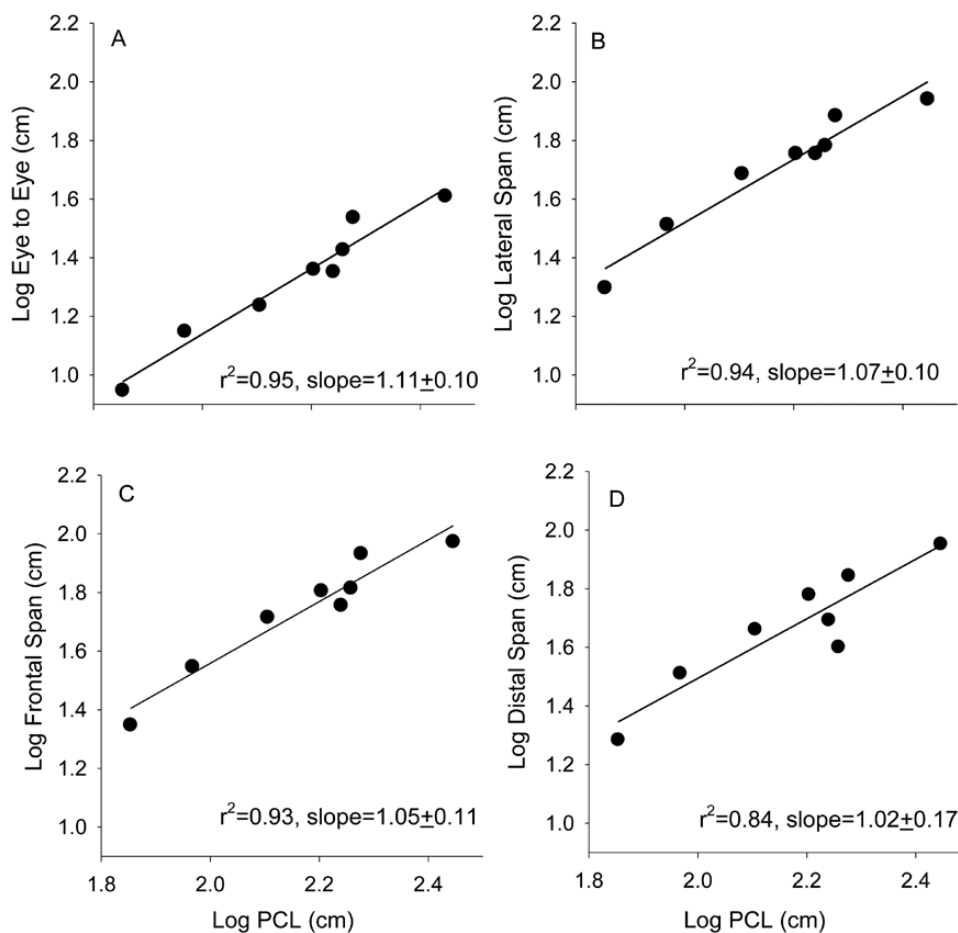 A
Log Eye to Eye (cm)
2.2
2.0
1.8
1.6
1.4
1.2
1.0
r²=0.95, slope=1.11±0.10
B
Log Lateral Span (cm)
2.2
2.0
1.8
1.6
1.4
1.2
1.0
r²=0.94, slope=1.07±0.10
C
Log Frontal Span (cm)
2.2
2.0
1.8
1.6
1.4
1.2
1.0
r²=0.93, slope=1.05±0.11
1.8 2.0 2.2 2.4
Log PCL (cm)
D
Log Distal Span (cm)
2.2
2.0
1.8
1.6
1.4
1.2
1.0
r²=0.84, slope=1.02±0.17
1.8 2.0 2.2 2.4
Log PCL (cm)